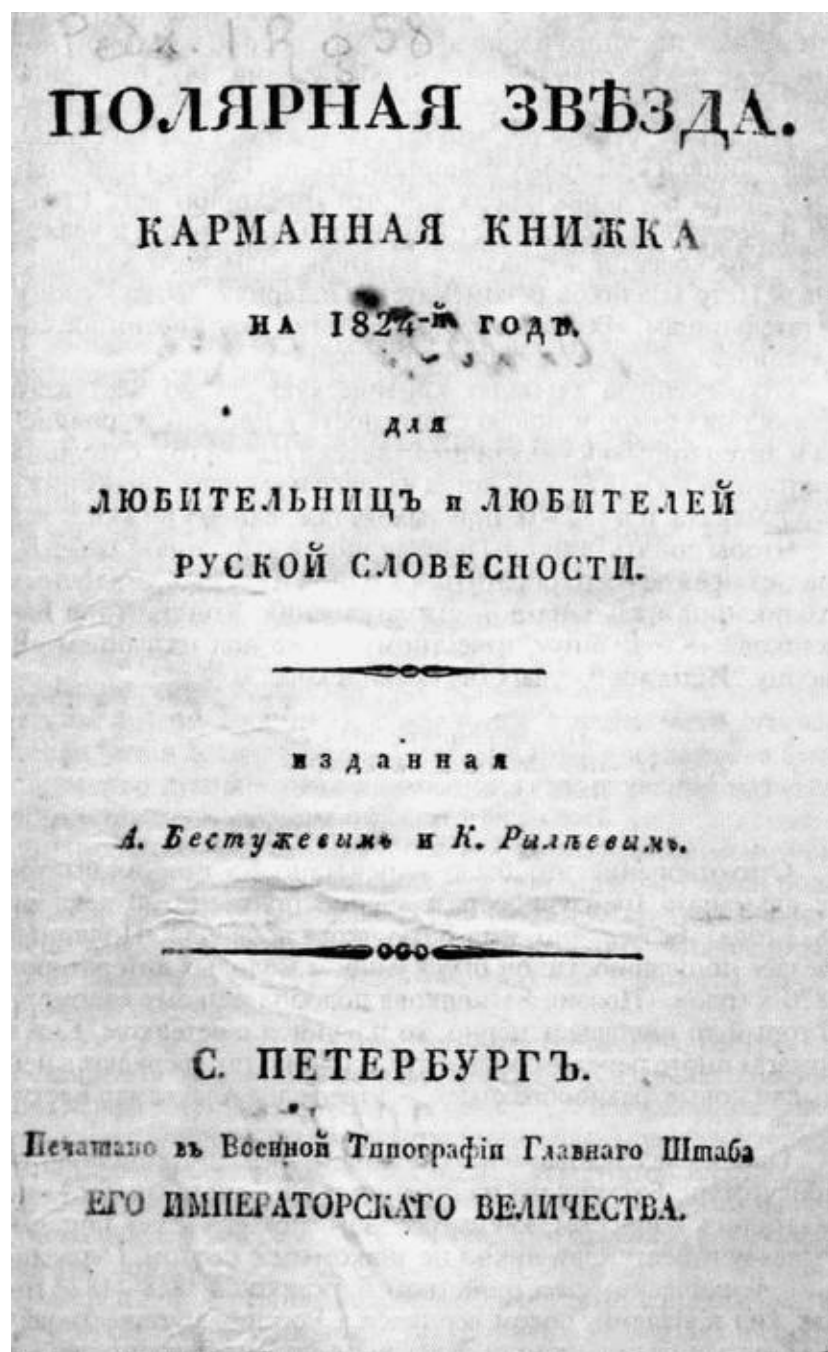 ПОЛЯРНАЯ ЗВѢЗДА.
КАРМАННАЯ КНИЖКА
НА 1824-й ГОДЪ.
для
ЛЮБИТЕЛЬНИЦЪ и ЛЮБИТЕЛЕЙ
РУСКОЙ СЛОВЕСНОСТИ.
изданная
А. Бестужевымъ и К. Рылѣевымъ.
С. ПЕТЕРБУРГЪ.
Печатано въ Военной Типографіи Главнаго Штаба
ЕГО ИМПЕРАТОРСКАГО ВЕЛИЧЕСТВА.